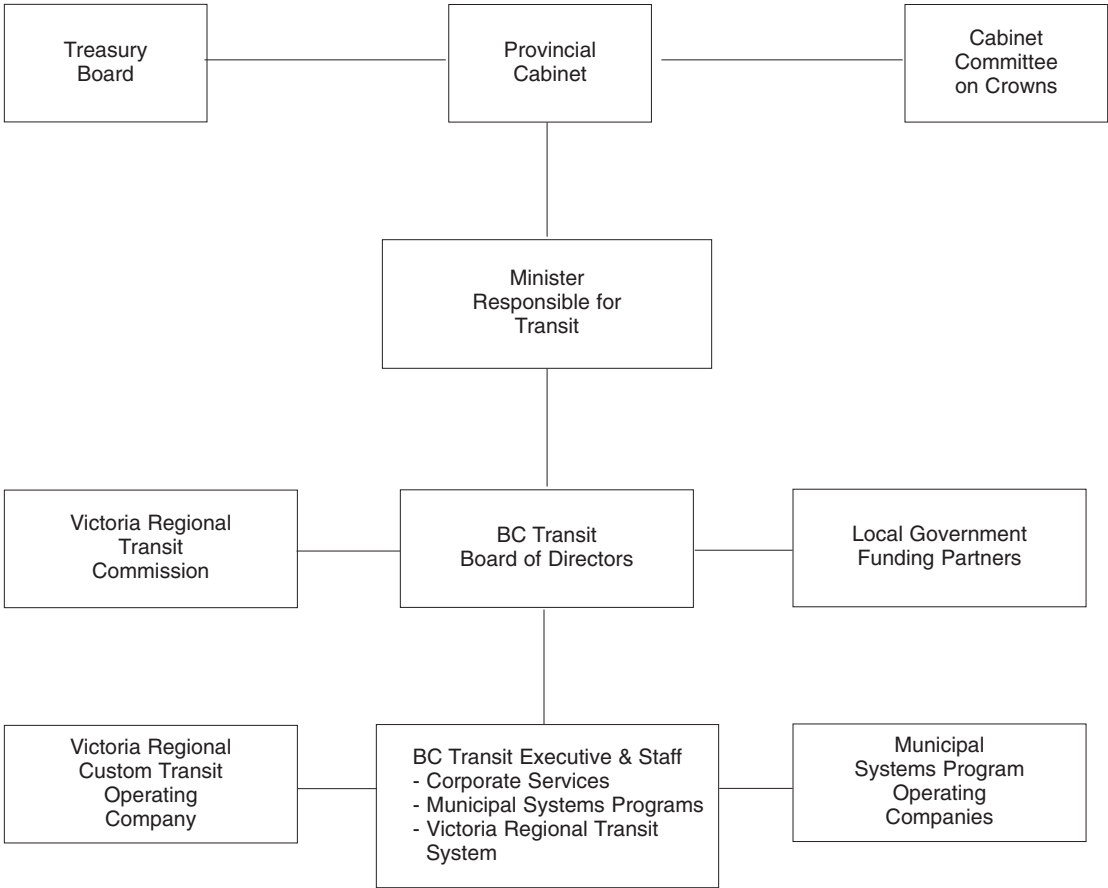 Treasury
Board
Provincial
Cabinet
Cabinet
Committee
on Crowns
Minister
Responsible for
Transit
Victoria Regional
Transit
Commission
BC Transit
Board of Directors
Local Government
Funding Partners
Victoria Regional
Custom Transit
Operating
Company
BC Transit Executive & Staff
- Corporate Services
- Municipal Systems Programs
- Victoria Regional Transit
System
Municipal
Systems Program
Operating
Companies